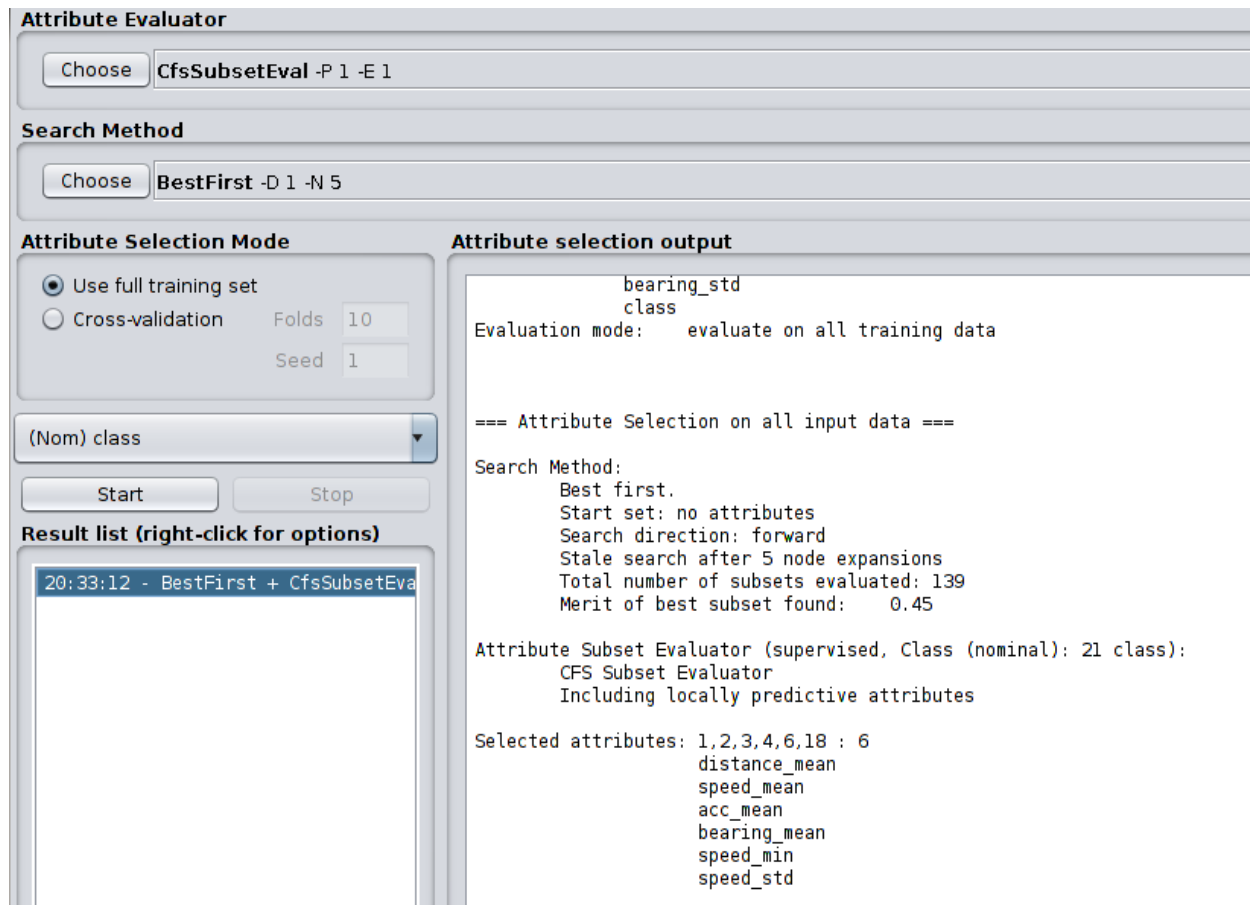 Attribute Evaluator
Choose CfsSubsetEval -P 1 -E 1
Search Method
Choose BestFirst -D 1 -N 5
Attribute Selection Mode
Use full training set
Cross-validation Folds 10
Seed 1
(Nom) class
Start Stop
Result list (right-click for options)
20:33:12 - BestFirst + CfsSubsetEva
Attribute selection output
bearing_std
class
Evaluation mode: evaluate on all training data
=== Attribute Selection on all input data ===
Search Method:
Best first.
Start set: no attributes
Search direction: forward
Stale search after 5 node expansions
Total number of subsets evaluated: 139
Merit of best subset found: 0.45
Attribute Subset Evaluator (supervised, Class (nominal): 21 class):
CFS Subset Evaluator
Including locally predictive attributes
Selected attributes: 1,2,3,4,6,18 : 6
distance_mean
speed_mean
acc_mean
bearing_mean
speed_min
speed_std